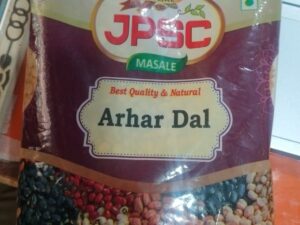 JPSC
MASALE
Best Quality & Natural
Arhar Dal